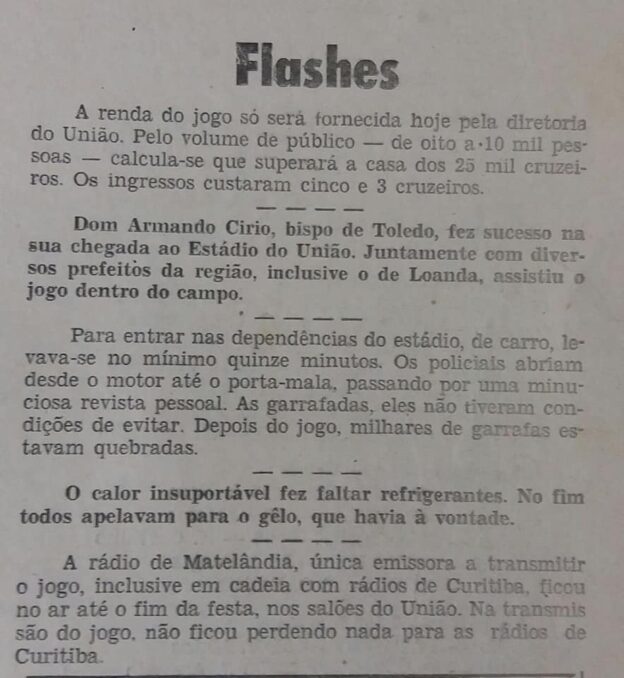 Flashes
A renda do jogo só será fornecida hoje pela diretoria
do União. Pelo volume de público — de oito a 10 mil pes-
soas — calcula-se que superará a casa dos 25 mil cruzei-
ros. Os ingressos custaram cinco e 3 cruzeiros.
— — — —
Dom Armando Cirio, bispo de Toledo, fez sucesso na
sua chegada ao Estádio do União. Juntamente com diver-
sos prefeitos da região, inclusive o de Loanda, assistiu o
jogo dentro do campo.
— — — —
Para entrar nas dependências do estádio, de carro, le-
vava-se no mínimo quinze minutos. Os policiais abriam
desde o motor até o porta-mala, passando por uma minu-
ciosa revista pessoal. As garrafadas, eles não tiveram con-
dições de evitar. Depois do jogo, milhares de garrafas es-
tavam quebradas.
— — — —
O calor insuportável fez faltar refrigerantes. No fim
todos apelavam para o gêlo, que havia à vontade.
— — — —
A rádio de Matelândia, única emissora a transmitir
o jogo, inclusive em cadeia com rádios de Curitiba, ficou
no ar até o fim da festa, nos salões do União. Na transmis
são do jogo, não ficou perdendo nada para as rádios de
Curitiba.